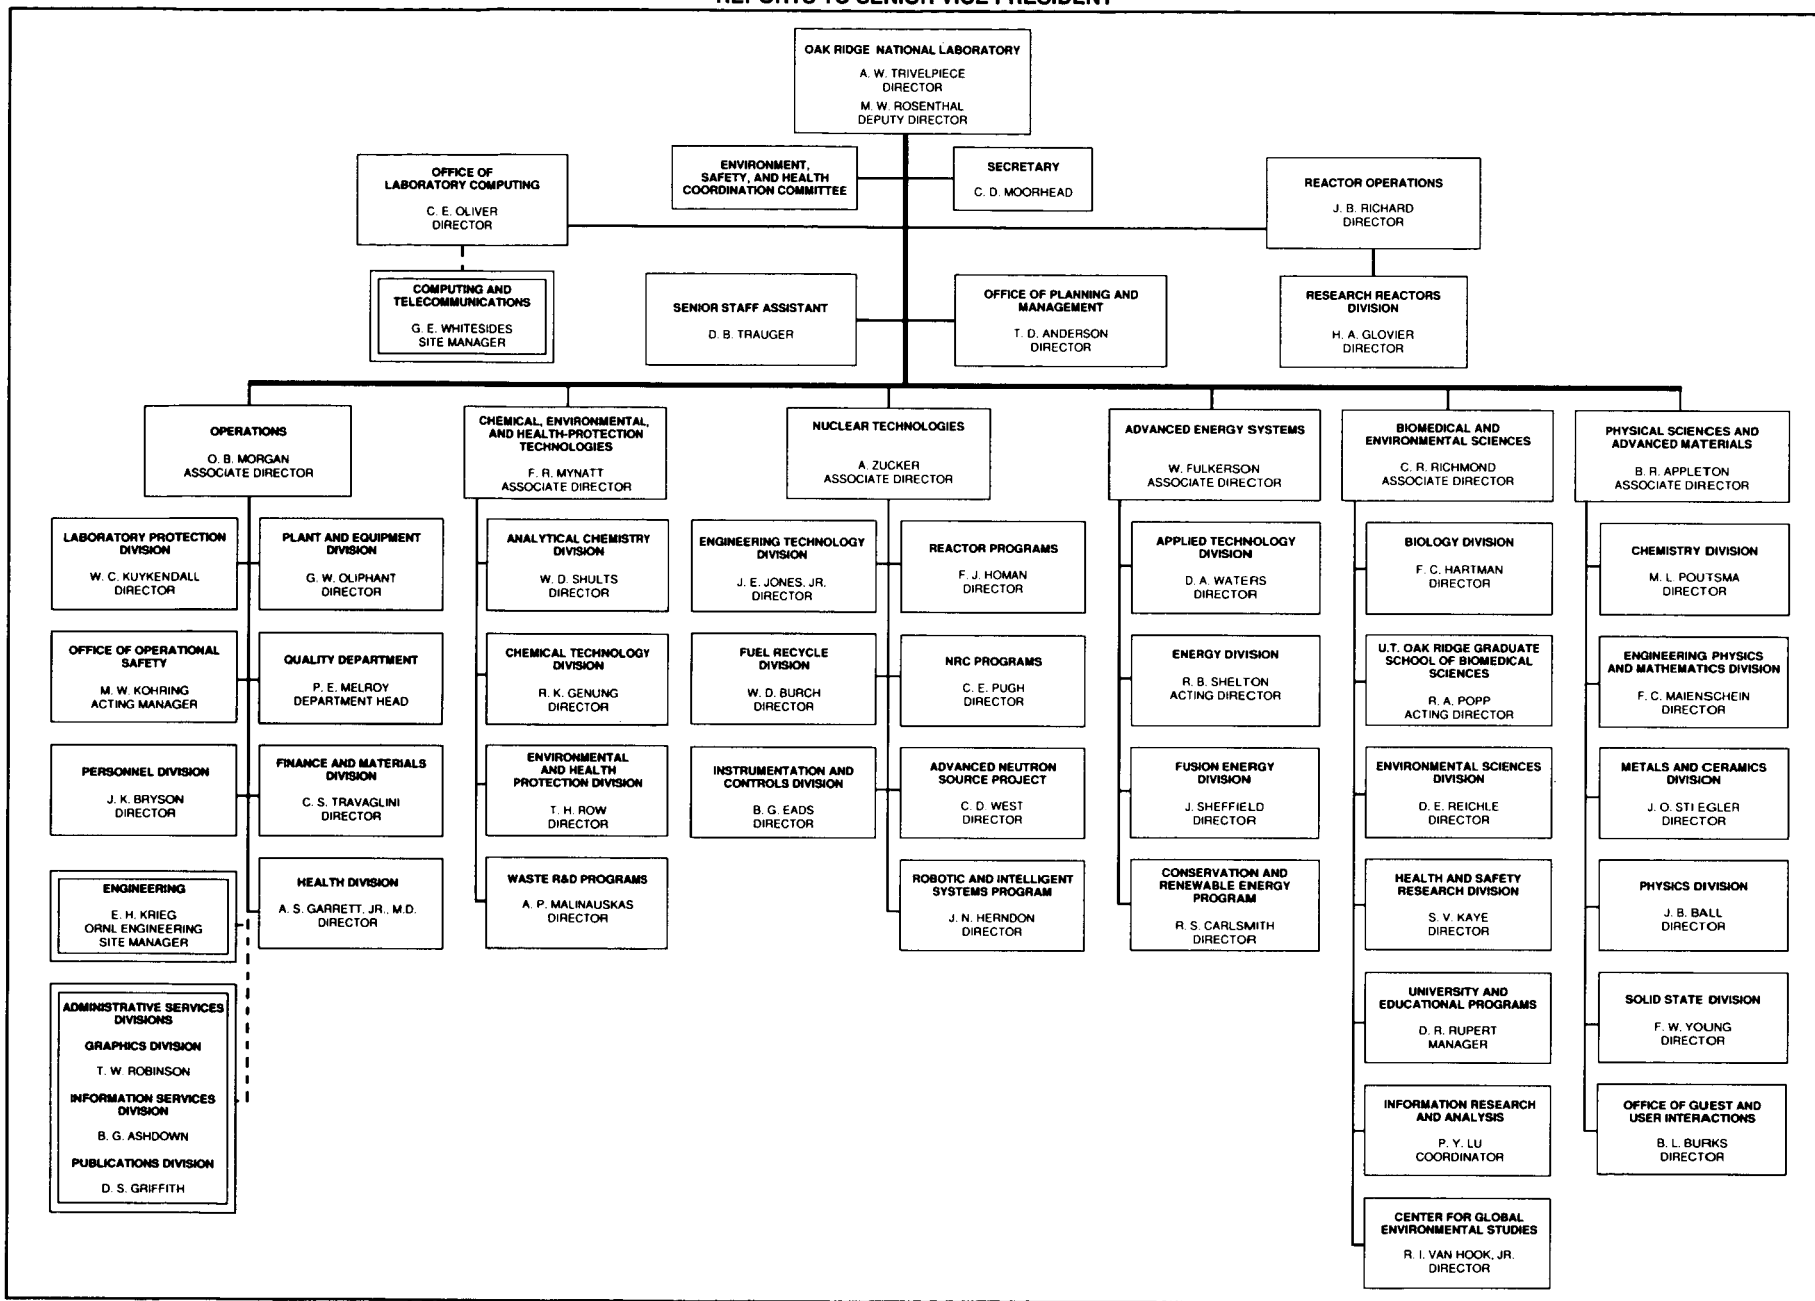 REPORTS TO SENIOR VICE PRESIDENT
OAK RIDGE NATIONAL LABORATORY
A. W. TRIVELPIECE
DIRECTOR
M. W. ROSENTHAL
DEPUTY DIRECTOR
OFFICE OF
LABORATORY COMPUTING
C. E. OLIVER
DIRECTOR
ENVIRONMENT,
SAFETY, AND HEALTH
COORDINATION COMMITTEE
SECRETARY
C. D. MOORHEAD
REACTOR OPERATIONS
J. B. RICHARD
DIRECTOR
COMPUTING AND
TELECOMMUNICATIONS
G. E. WHITESIDES
SITE MANAGER
SENIOR STAFF ASSISTANT
D. B. TRAUGER
OFFICE OF PLANNING AND
MANAGEMENT
T. D. ANDERSON
DIRECTOR
RESEARCH REACTORS
DIVISION
H. A. GLOVIER
DIRECTOR
OPERATIONS
O. B. MORGAN
ASSOCIATE DIRECTOR
CHEMICAL, ENVIRONMENTAL,
AND HEALTH-PROTECTION
TECHNOLOGIES
F. R. MYNATT
ASSOCIATE DIRECTOR
NUCLEAR TECHNOLOGIES
A. ZUCKER
ASSOCIATE DIRECTOR
ADVANCED ENERGY SYSTEMS
W. FULKERSON
ASSOCIATE DIRECTOR
BIOMEDICAL AND
ENVIRONMENTAL SCIENCES
C. R. RICHMOND
ASSOCIATE DIRECTOR
PHYSICAL SCIENCES AND
ADVANCED MATERIALS
B. R. APPLETON
ASSOCIATE DIRECTOR
LABORATORY PROTECTION
DIVISION
W. C. KUYKENDALL
DIRECTOR
PLANT AND EQUIPMENT
DIVISION
G. W. OLIPHANT
DIRECTOR
OFFICE OF OPERATIONAL
SAFETY
M. W. KOHRING
ACTING MANAGER
QUALITY DEPARTMENT
P. E. MELROY
DEPARTMENT HEAD
PERSONNEL DIVISION
J. K. BRYSON
DIRECTOR
FINANCE AND MATERIALS
DIVISION
C. S. TRAVAGLINI
DIRECTOR
ENGINEERING
E. H. KRIEG
ORNL ENGINEERING
SITE MANAGER
HEALTH DIVISION
A. S. GARRETT, JR., M.D.
DIRECTOR
ADMINISTRATIVE SERVICES
DIVISIONS
GRAPHICS DIVISION
T. W. ROBINSON
INFORMATION SERVICES
DIVISION
B. G. ASHDOWN
PUBLICATIONS DIVISION
D. S. GRIFFITH
ANALYTICAL CHEMISTRY
DIVISION
W. D. SHULTS
DIRECTOR
CHEMICAL TECHNOLOGY
DIVISION
R. K. GENUNG
DIRECTOR
ENVIRONMENTAL
AND HEALTH
PROTECTION DIVISION
T. H. ROW
DIRECTOR
WASTE R&D PROGRAMS
A. P. MALINAUSKAS
DIRECTOR
ENGINEERING TECHNOLOGY
DIVISION
J. E. JONES, JR.
DIRECTOR
REACTOR PROGRAMS
F. J. HOMAN
DIRECTOR
FUEL RECYCLE
DIVISION
W. D. BURCH
DIRECTOR
NRC PROGRAMS
C. E. PUGH
DIRECTOR
INSTRUMENTATION AND
CONTROLS DIVISION
B. G. EADS
DIRECTOR
ADVANCED NEUTRON
SOURCE PROJECT
C. D. WEST
DIRECTOR
ROBOTIC AND INTELLIGENT
SYSTEMS PROGRAM
J. N. HERNDON
DIRECTOR
APPLIED TECHNOLOGY
DIVISION
D. A. WATERS
DIRECTOR
ENERGY DIVISION
R. B. SHELTON
ACTING DIRECTOR
FUSION ENERGY
DIVISION
J. SHEFFIELD
DIRECTOR
CONSERVATION AND
RENEWABLE ENERGY
PROGRAM
R. S. CARLSMITH
DIRECTOR
BIOLOGY DIVISION
F. C. HARTMAN
DIRECTOR
U.T. OAK RIDGE GRADUATE
SCHOOL OF BIOMEDICAL
SCIENCES
R. A. POPP
ACTING DIRECTOR
ENVIRONMENTAL SCIENCES
DIVISION
D. E. REICHLE
DIRECTOR
HEALTH AND SAFETY
RESEARCH DIVISION
S. V. KAYE
DIRECTOR
UNIVERSITY AND
EDUCATIONAL PROGRAMS
D. R. RUPERT
MANAGER
INFORMATION RESEARCH
AND ANALYSIS
P. Y. LU
COORDINATOR
CENTER FOR GLOBAL
ENVIRONMENTAL STUDIES
R. I. VAN HOOK, JR.
DIRECTOR
CHEMISTRY DIVISION
M. L. POUTSMA
DIRECTOR
ENGINEERING PHYSICS
AND MATHEMATICS DIVISION
F. C. MAIENSCHEIN
DIRECTOR
METALS AND CERAMICS
DIVISION
J. O. STIEGLER
DIRECTOR
PHYSICS DIVISION
J. B. BALL
DIRECTOR
SOLID STATE DIVISION
F. W. YOUNG
DIRECTOR
OFFICE OF GUEST AND
USER INTERACTIONS
B. L. BURKS
DIRECTOR